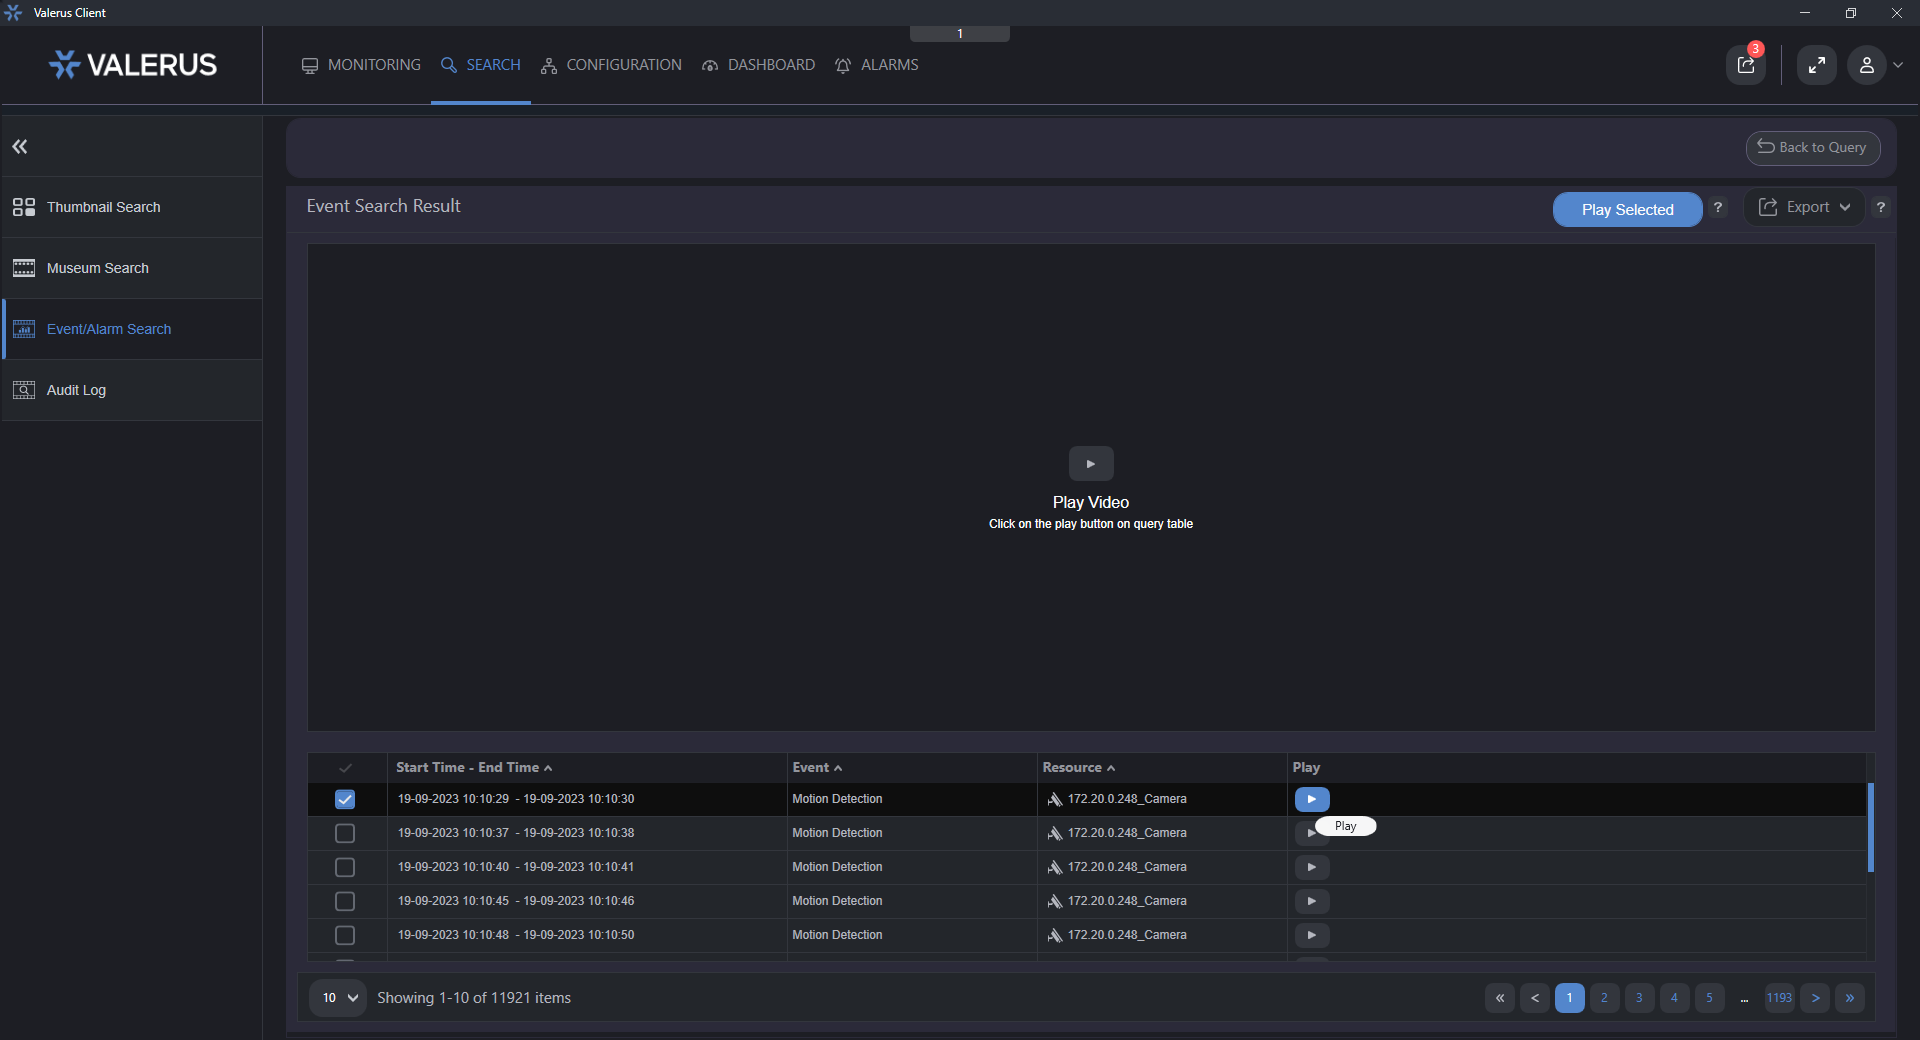 Valerus Client
1
VALERUS
MONITORING SEARCH CONFIGURATION DASHBOARD ALARMS
3
Back to Query
Thumbnail Search
Museum Search
Event/Alarm Search
Audit Log
Event Search Result
Play Selected ? Export ?
Play Video
Click on the play button on query table
Start Time - End Time Event Resource Play
19-09-2023 10:10:29 - 19-09-2023 10:10:30 Motion Detection 172.20.0.248_Camera
Play
19-09-2023 10:10:37 - 19-09-2023 10:10:38 Motion Detection 172.20.0.248_Camera
19-09-2023 10:10:40 - 19-09-2023 10:10:41 Motion Detection 172.20.0.248_Camera
19-09-2023 10:10:45 - 19-09-2023 10:10:46 Motion Detection 172.20.0.248_Camera
19-09-2023 10:10:48 - 19-09-2023 10:10:50 Motion Detection 172.20.0.248_Camera
10 Showing 1-10 of 11921 items
« < 1 2 3 4 5 ... 1193 > »